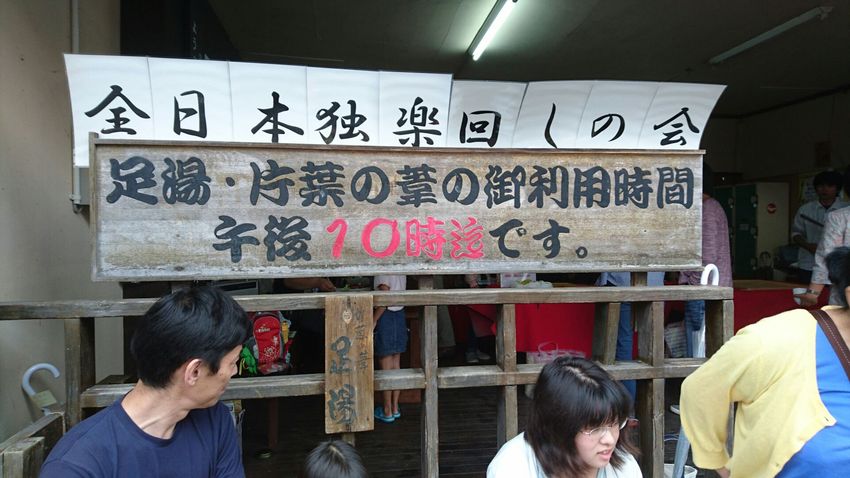 全日本独楽回しの会
足湯・片葉の葦の御利用時間
午後10時迄です。
足湯